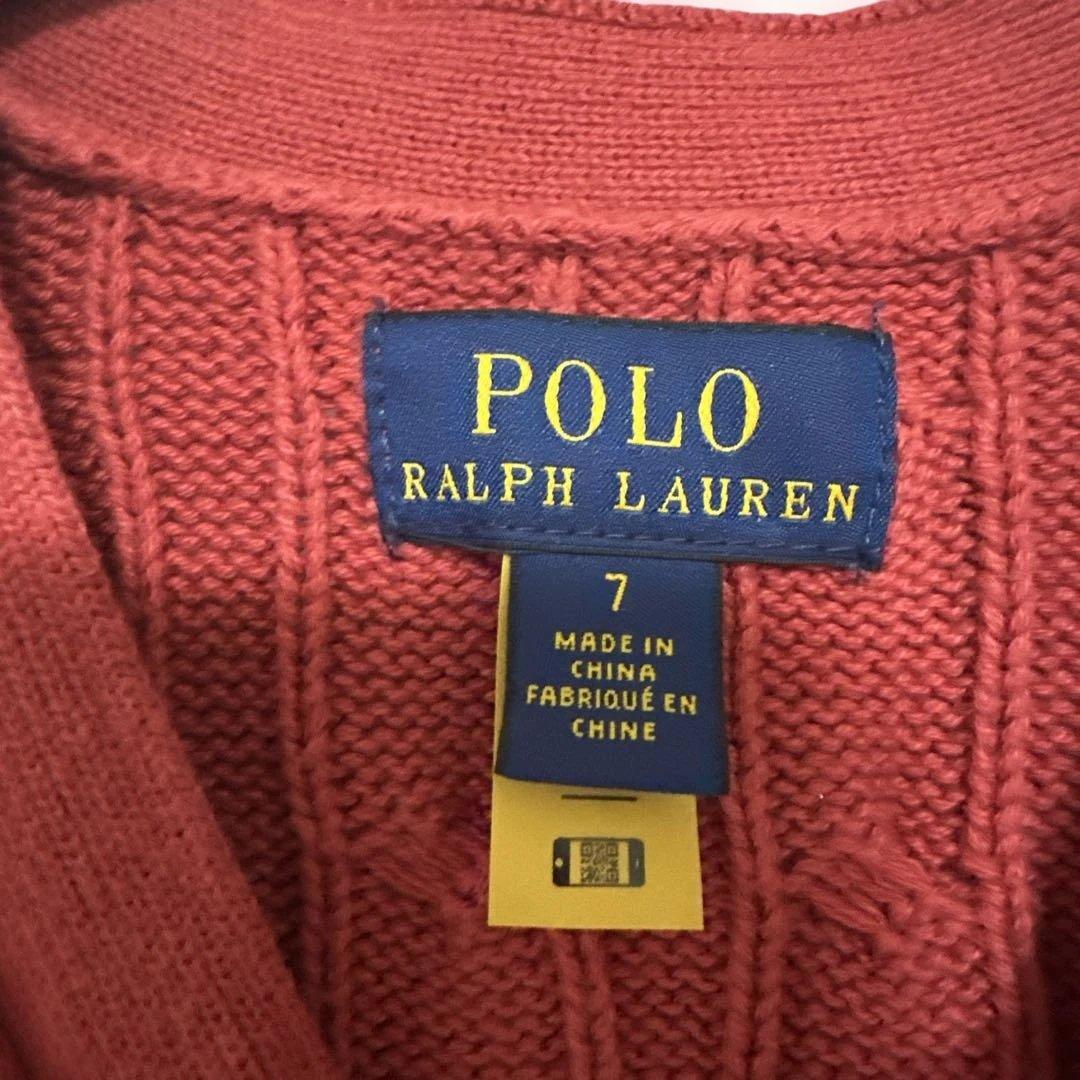 POLO
RALPH LAUREN
7
MADE IN
CHINA
FABRIQUÉ EN
CHINE